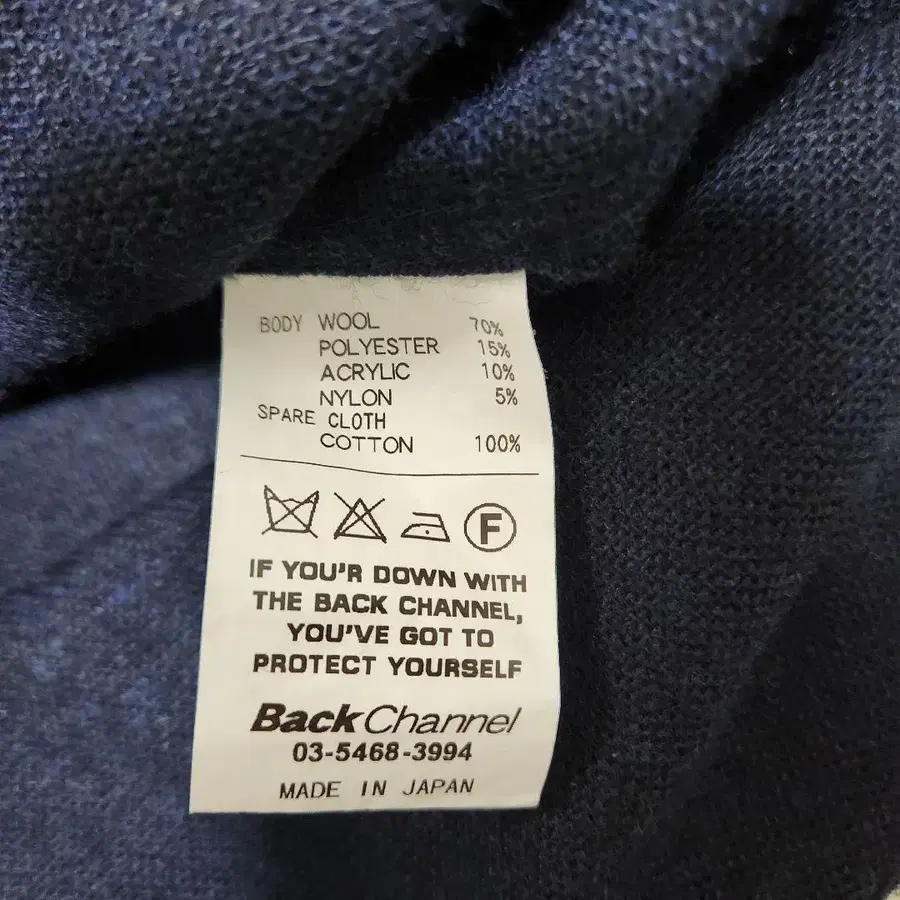 BODY WOOL 70%
POLYESTER 15%
ACRYLIC 10%
NYLON 5%
SPARE CLOTH
COTTON 100%
F
IF YOU'R DOWN WITH
THE BACK CHANNEL,
YOU'VE GOT TO
PROTECT YOURSELF
BackChannel
03-5468-3994
MADE IN JAPAN